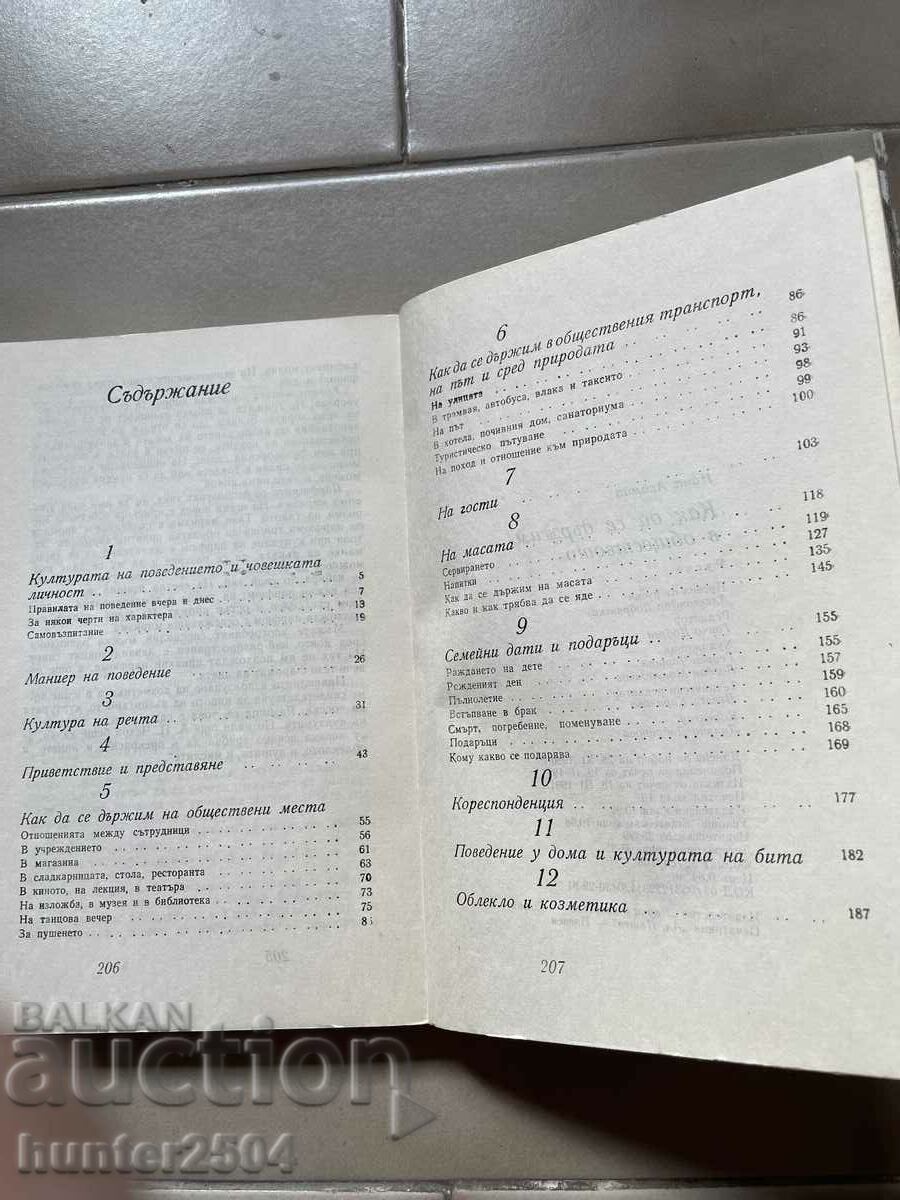 Съдържание
1
Културата на поведението и човешката
личност . . . . . . . . . . . . 5
Правилата на поведение вчера и днес . . . . 7
За някои черти на характера . . . . 13
Самовъзпитание . . . . 19
2
Маниер на поведение . . . . 26
3
Култура на речта . . . . 31
4
Приветствие и представяне . . . . 43
5
Как да се държим на обществени места . . . . 55
Отношенията между сътрудници . . . . 56
В учреждението . . . . 61
В магазина . . . . 63
В сладкарницата, стола, ресторанта . . . . 70
В киното, на лекция, в театъра . . . . 73
На изложба, в музея и в библиотека . . . . 75
На танцова вечер
За пушенето
206
6
Как да се държим в обществения транспорт,
на път и сред природата . . . . 86
На улицата . . . . 86
В трамвая, автобуса, влака и таксито . . . . 91
На път . . . . 93
В хотела, почивния дом, санаториума . . . . 98
Туристическо пътуване . . . . 99
На поход и отношение към природата . . . . 100
7
На гости . . . . 103
8
На масата . . . . 118
Сервирането . . . . 119
Напитки . . . . 127
Как да се държим на масата . . . . 135
Какво и как трябва да се яде . . . . 145
9
Семейни дати и подаръци . . . . 155
Раждането на дете . . . . 155
Рожденият ден . . . . 157
Пълнолетие . . . . 159
Встъпване в брак . . . . 160
Смърт, погребение, поменуване . . . . 165
Подаръци . . . . 168
Кому какво се подарява . . . . 169
10
Кореспонденция . . . . 177
11
Поведение у дома и културата на бита 182
12
Облекло и козметика . . . . 187
207
BALKAN
auction
hunter2504